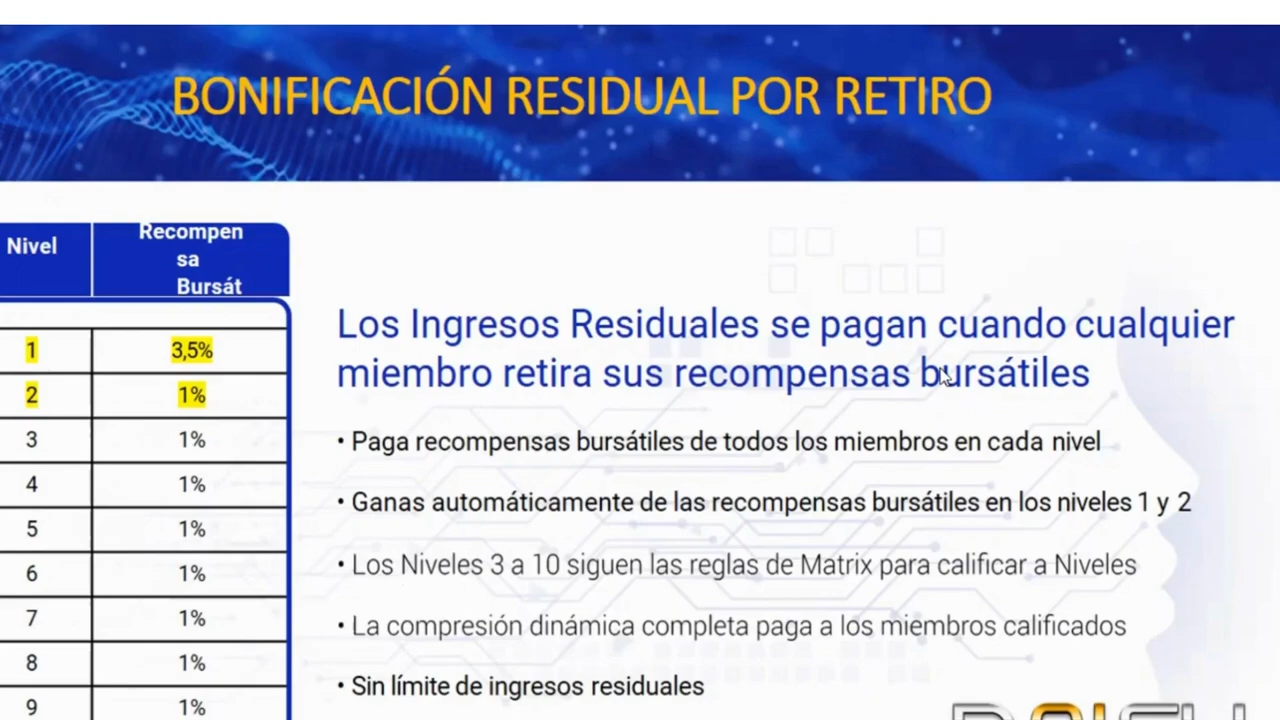 BONIFICACIÓN RESIDUAL POR RETIRO
Nivel
Recompen
sa
Bursát
1 3,5%
2 1%
3 1%
4 1%
5 1%
6 1%
7 1%
8 1%
9 1%
Los Ingresos Residuales se pagan cuando cualquier
miembro retira sus recompensas bursátiles
• Paga recompensas bursátiles de todos los miembros en cada nivel
• Ganas automáticamente de las recompensas bursátiles en los niveles 1 y 2
• Los Niveles 3 a 10 siguen las reglas de Matrix para calificar a Niveles
• La compresión dinámica completa paga a los miembros calificados
• Sin límite de ingresos residuales